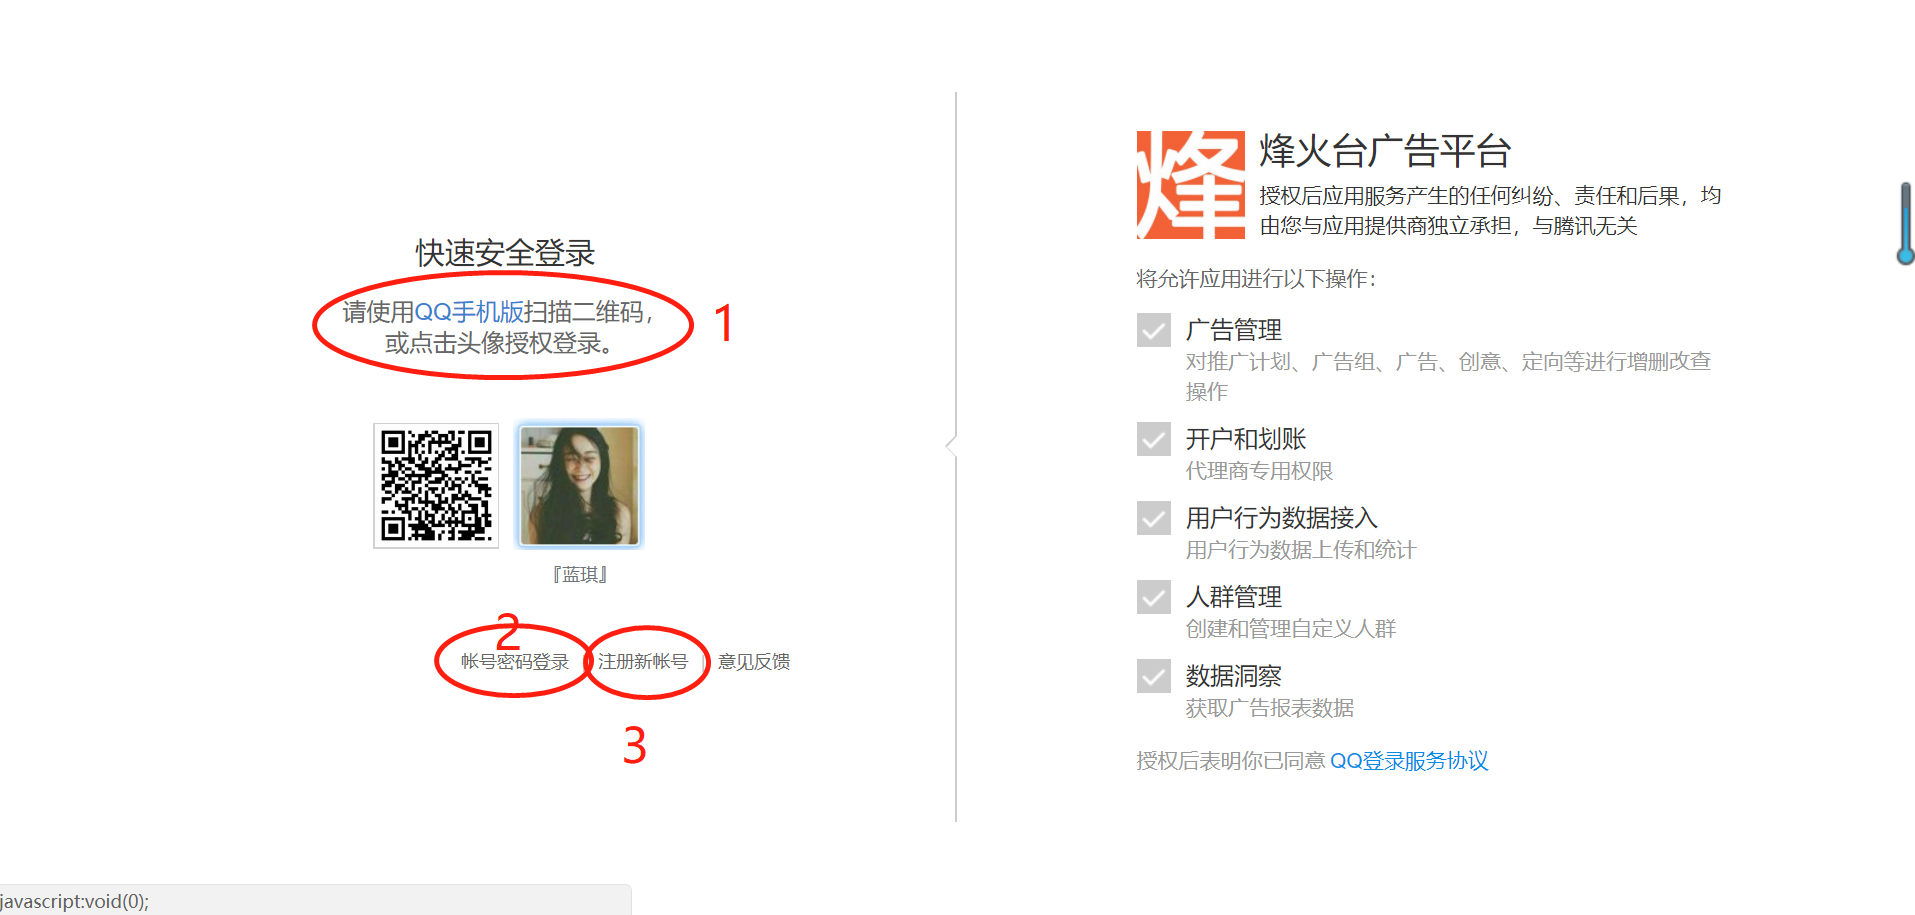 快速安全登录
请使用QQ手机版扫描二维码，
或点击头像授权登录。
1
『蓝琪』
2
帐号密码登录
注册新帐号
意见反馈
3
烽
烽火台广告平台
授权后应用服务产生的任何纠纷、责任和后果，均
由您与应用提供商独立承担，与腾讯无关
将允许应用进行以下操作：
广告管理
对推广计划、广告组、广告、创意、定向等进行增删改查
操作
开户和划账
代理商专用权限
用户行为数据接入
用户行为数据上传和统计
人群管理
创建和管理自定义人群
数据洞察
获取广告报表数据
授权后表明你已同意 QQ登录服务协议
javascript:void(0);